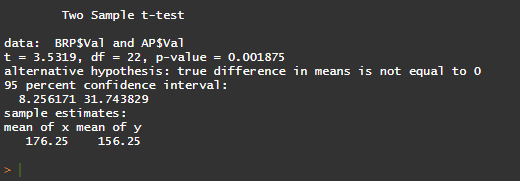 Two Sample t-test
data:  BRP$Val and AP$Val
t = 3.5319, df = 22, p-value = 0.001875
alternative hypothesis: true difference in means is not equal to 0
95 percent confidence interval:
  8.256171 31.743829
sample estimates:
mean of x mean of y
   176.25    156.25
>